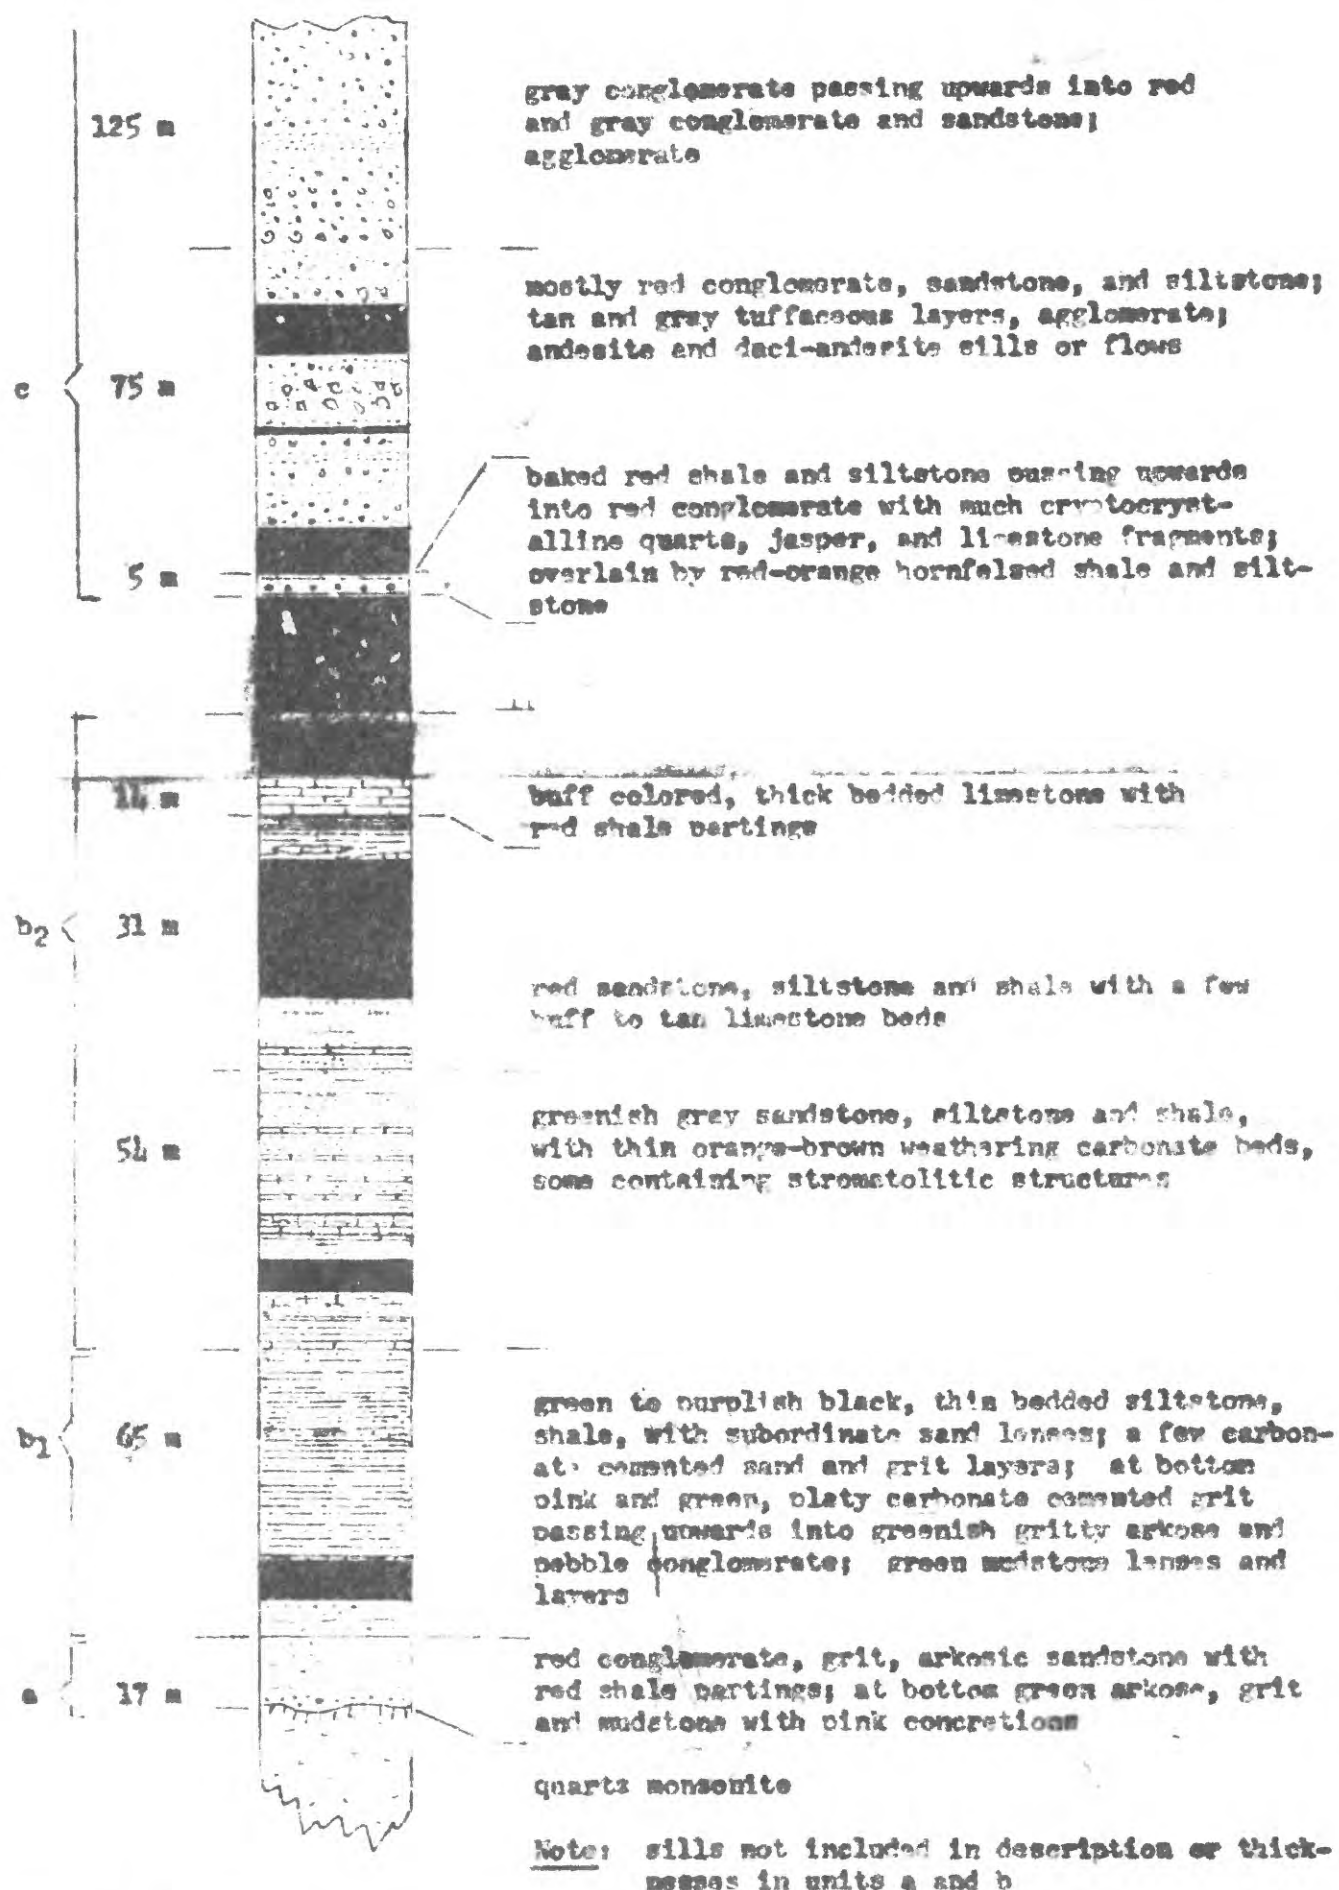 125 m
gray conglomerate passing upwards into red
and gray conglomerate and sandstone;
agglomerate
c
75 m
mostly red conglomerate, sandstone, and siltstone;
tan and gray tuffaceous layers, agglomerate;
andesite and daci-andesite sills or flows
5 m
baked red shale and siltstone passing upwards
into red conglomerate with much cryptocryst-
alline quartz, jasper, and limestone fragments;
overlain by red-orange hornfelsed shale and silt-
stone
14 m
buff colored, thick bedded limestone with
red shale partings
b2
31 m
red sandstone, siltstone and shale with a few
buff to tan limestone beds
54 m
greenish gray sandstone, siltstone and shale,
with thin orange-brown weathering carbonate beds,
some containing stromatolitic structures
b1
65 m
green to purplish black, thin bedded siltstone,
shale, with subordinate sand lenses; a few carbon-
ate cemented sand and grit layers; at bottom
pink and green, platy carbonate cemented grit
passing upwards into greenish gritty arkose and
pebble conglomerate; green mudstone lenses and
layers
a
17 m
red conglomerate, grit, arkosic sandstone with
red shale partings; at bottom green arkose, grit
and mudstone with pink concretions
quartz monzonite
Note: sills not included in description or thick-
nesses in units a and b